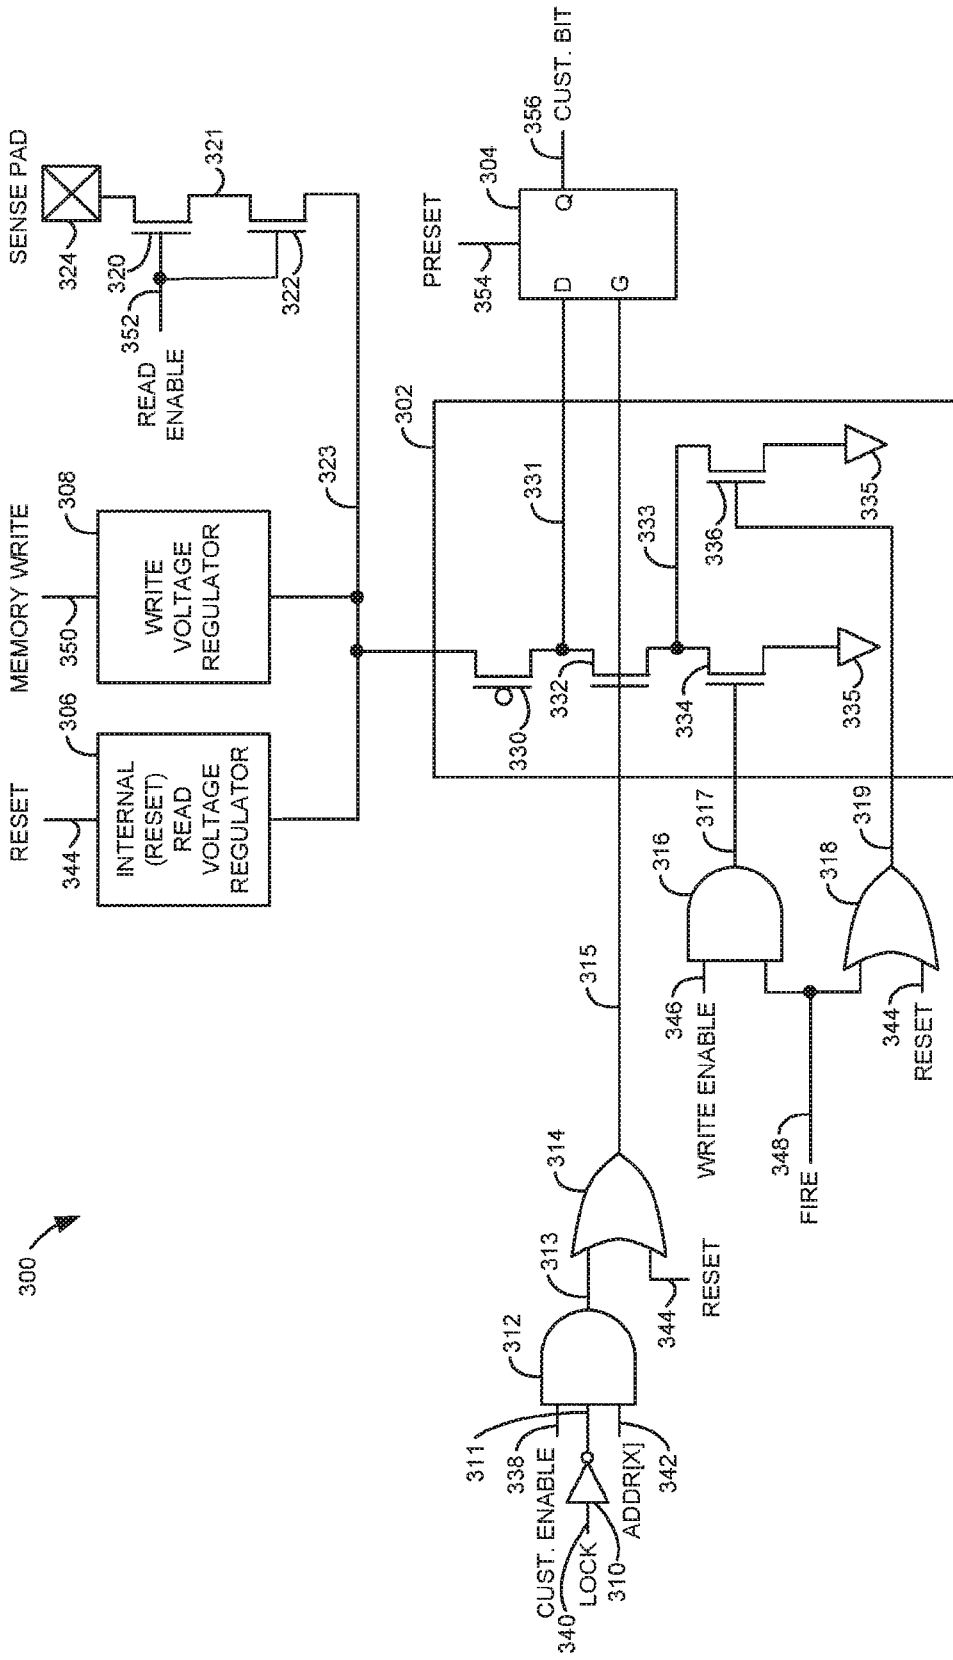 300
RESET
344
306
INTERNAL
(RESET)
READ
VOLTAGE
REGULATOR
MEMORY WRITE
350
308
WRITE
VOLTAGE
REGULATOR
323
SENSE PAD
324
320
321
322
352
READ
ENABLE
PRESET
354
304
D
Q
G
356
CUST. BIT
302
331
330
332
333
334
335
336
335
CUST. ENABLE
338
311
340
LOCK
310
ADDR[X]
342
312
313
314
344
RESET
315
WRITE ENABLE
346
316
317
FIRE
348
344
RESET
318
319